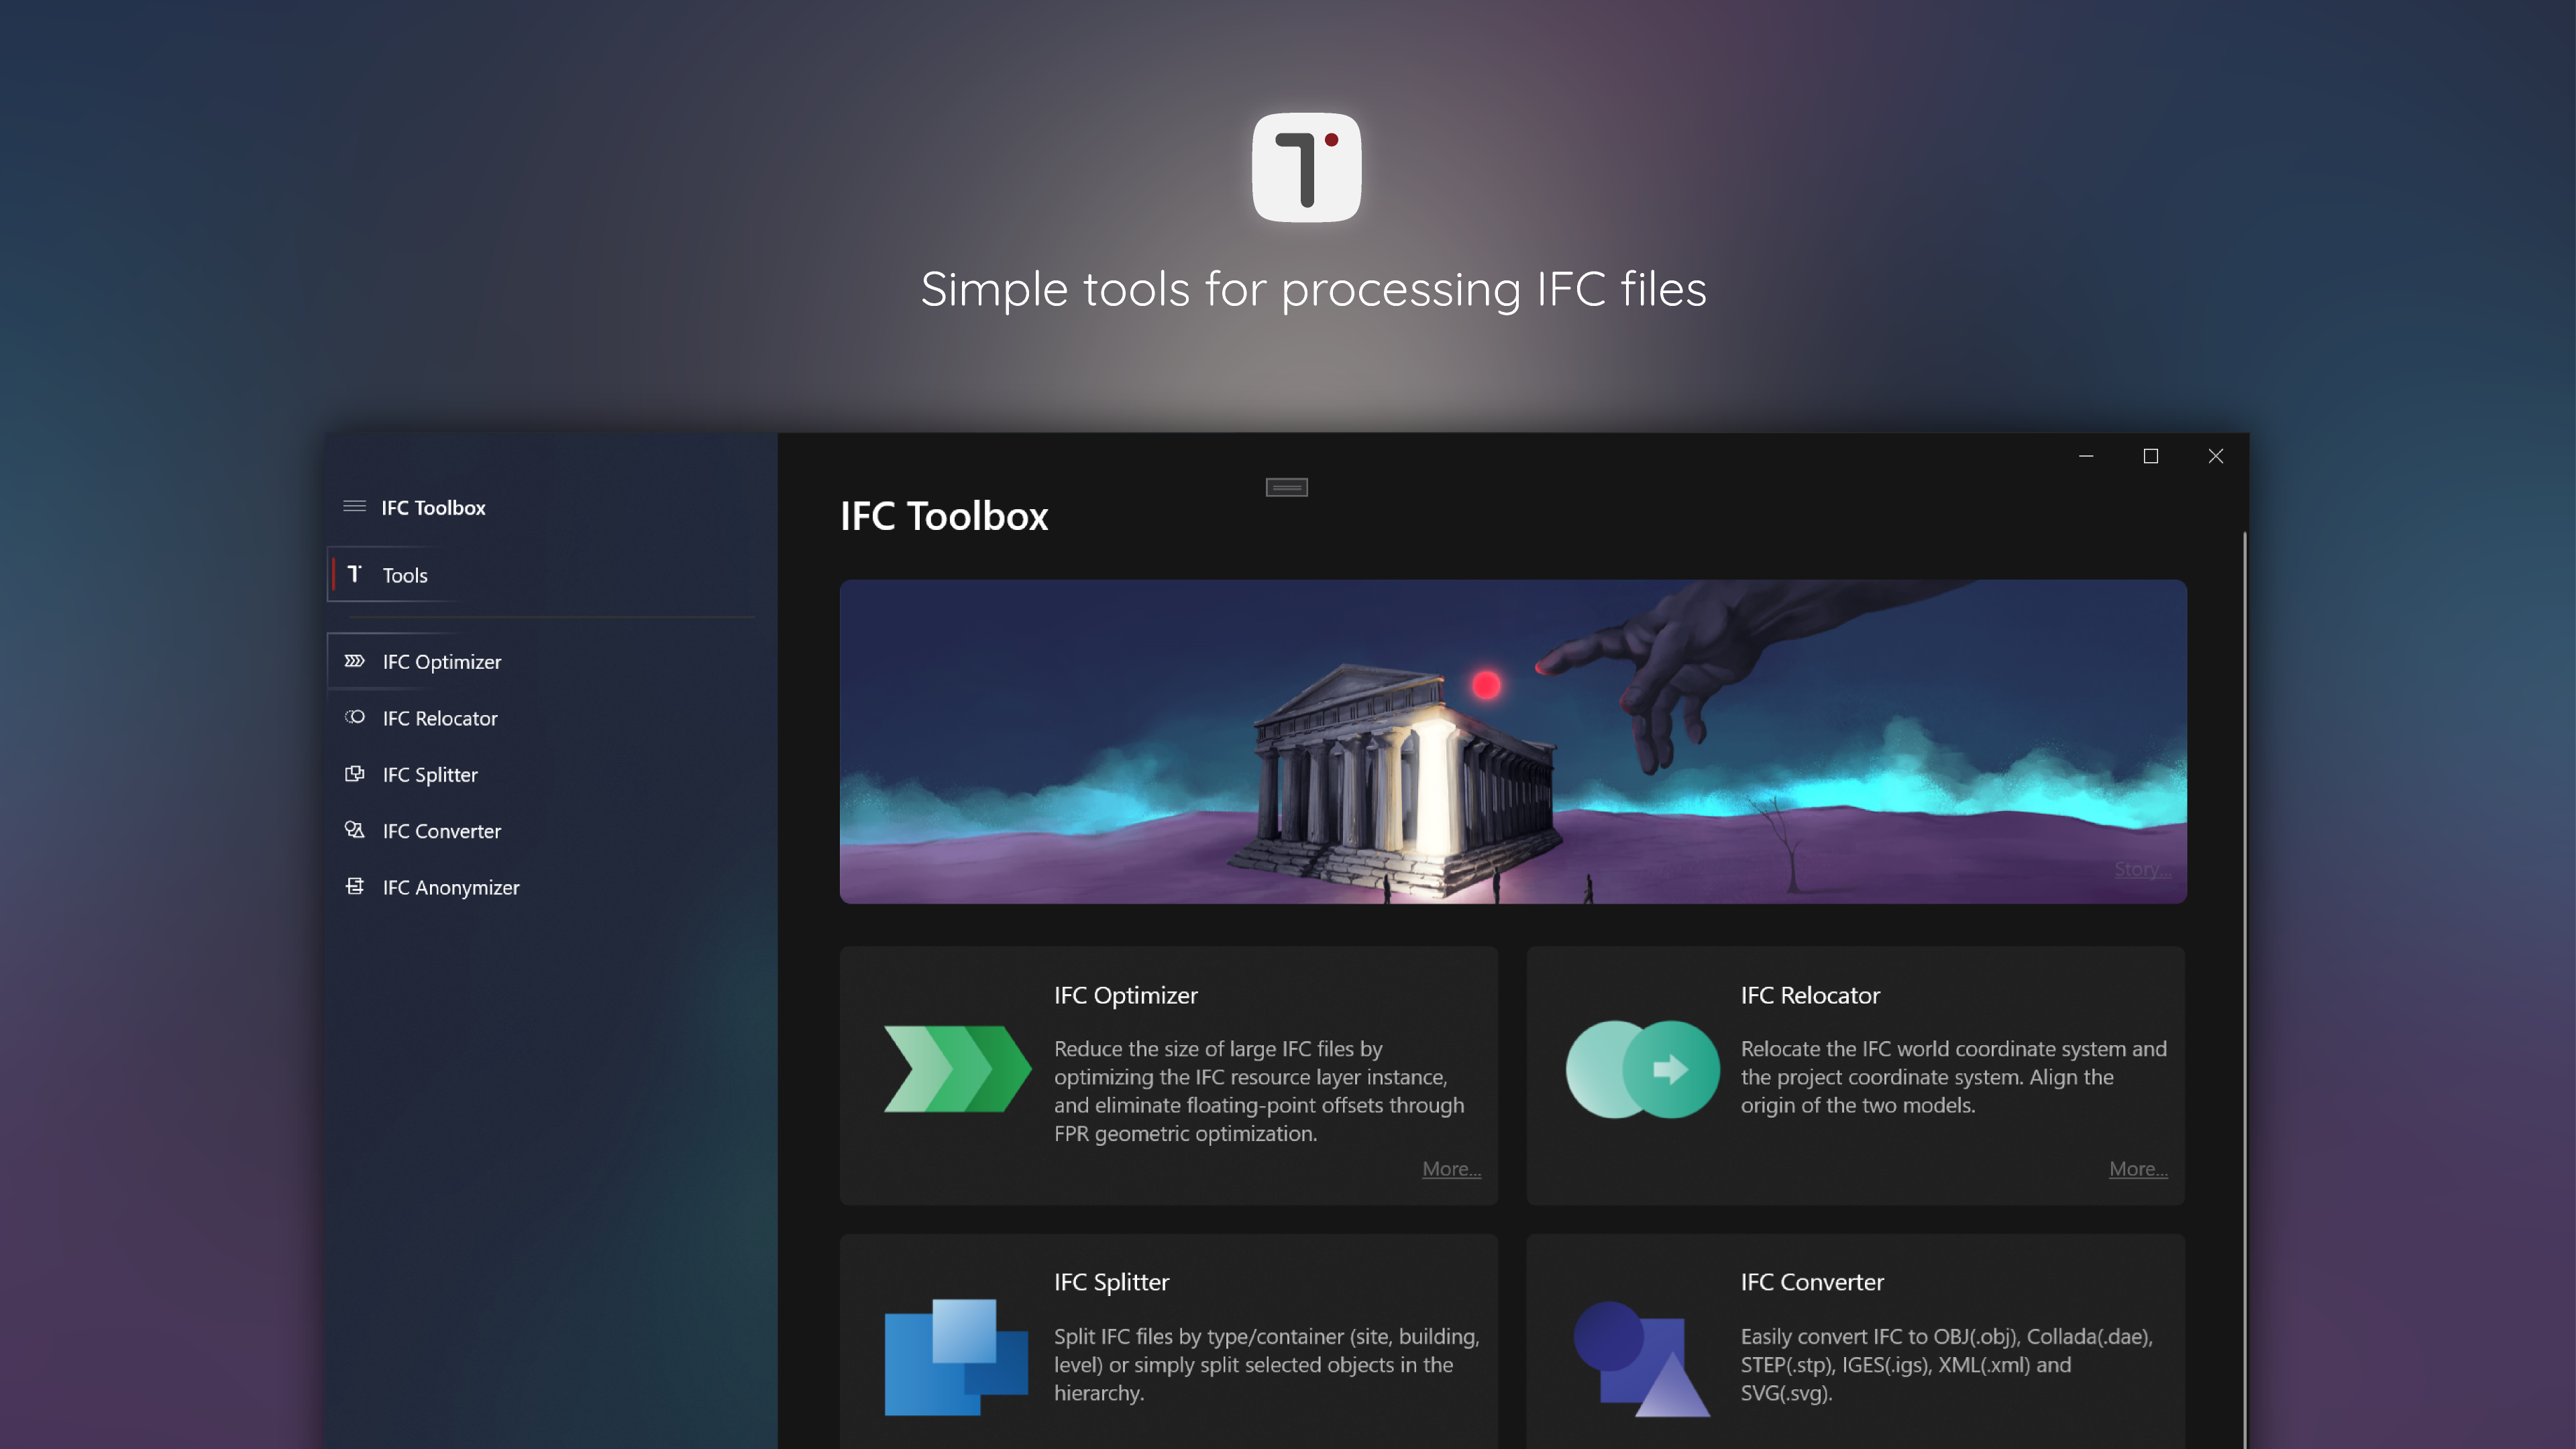 Simple tools for processing IFC files
IFC Toolbox
Tools
IFC Optimizer
IFC Relocator
IFC Splitter
IFC Converter
IFC Anonymizer
IFC Toolbox
Story...
IFC Optimizer
Reduce the size of large IFC files by
optimizing the IFC resource layer instance,
and eliminate floating-point offsets through
FPR geometric optimization.
More...
IFC Relocator
Relocate the IFC world coordinate system and
the project coordinate system. Align the
origin of the two models.
More...
IFC Splitter
Split IFC files by type/container (site, building,
level) or simply split selected objects in the
hierarchy.
IFC Converter
Easily convert IFC to OBJ(.obj), Collada(.dae),
STEP(.stp), IGES(.igs), XML(.xml) and
SVG(.svg).